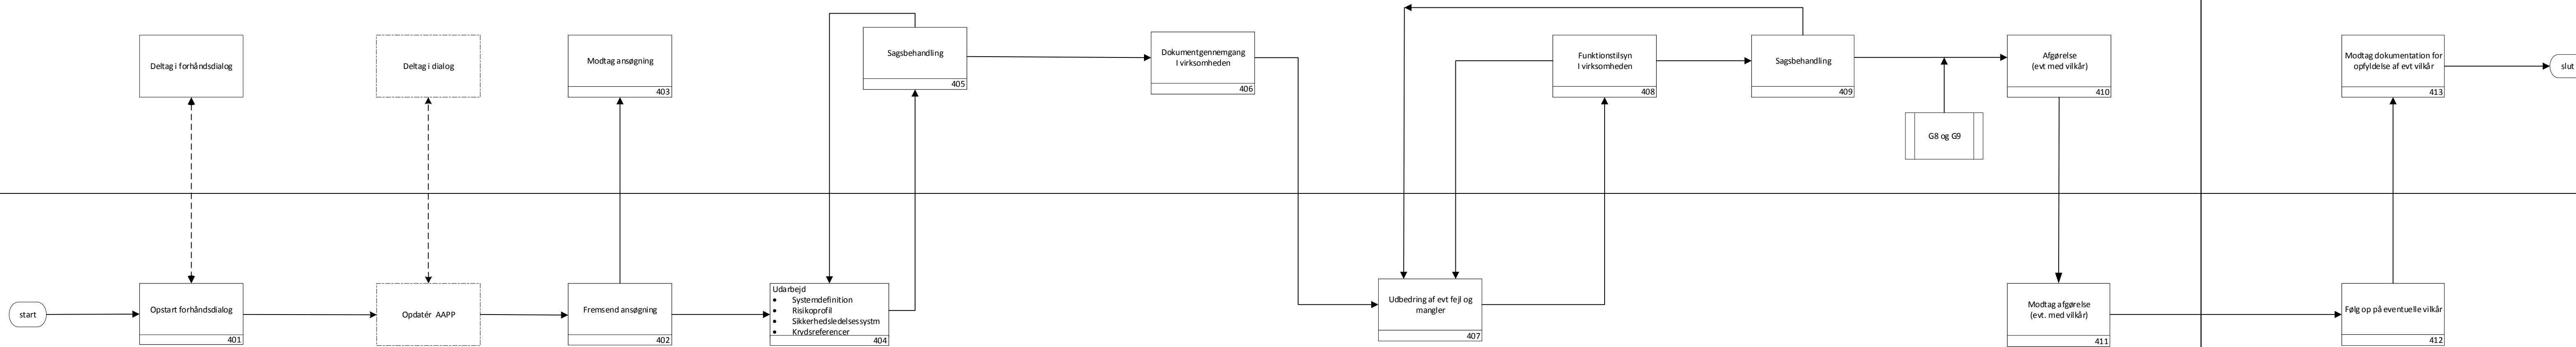 Deltag i forhåndsdialog
Deltag i dialog
Modtag ansøgning
403
Sagsbehandling
405
Dokumentgennemgang
I virksomheden
406
Funktionstilsyn
I virksomheden
408
Sagsbehandling
409
Afgørelse
(evt med vilkår)
410
G8 og G9
Modtag dokumentation for
opfyldelse af evt vilkår
413
slut
start
Opstart forhåndsdialog
401
Opdatér AAPP
Fremsend ansøgning
402
Udarbejd
• Systemdefinition
• Risikoprofil
• Sikkerhedsledelsessystm
• Krydsreferencer
404
Udbedring af evt fejl og
mangler
407
Modtag afgørelse
(evt. med vilkår)
411
Følg op på eventuelle vilkår
412